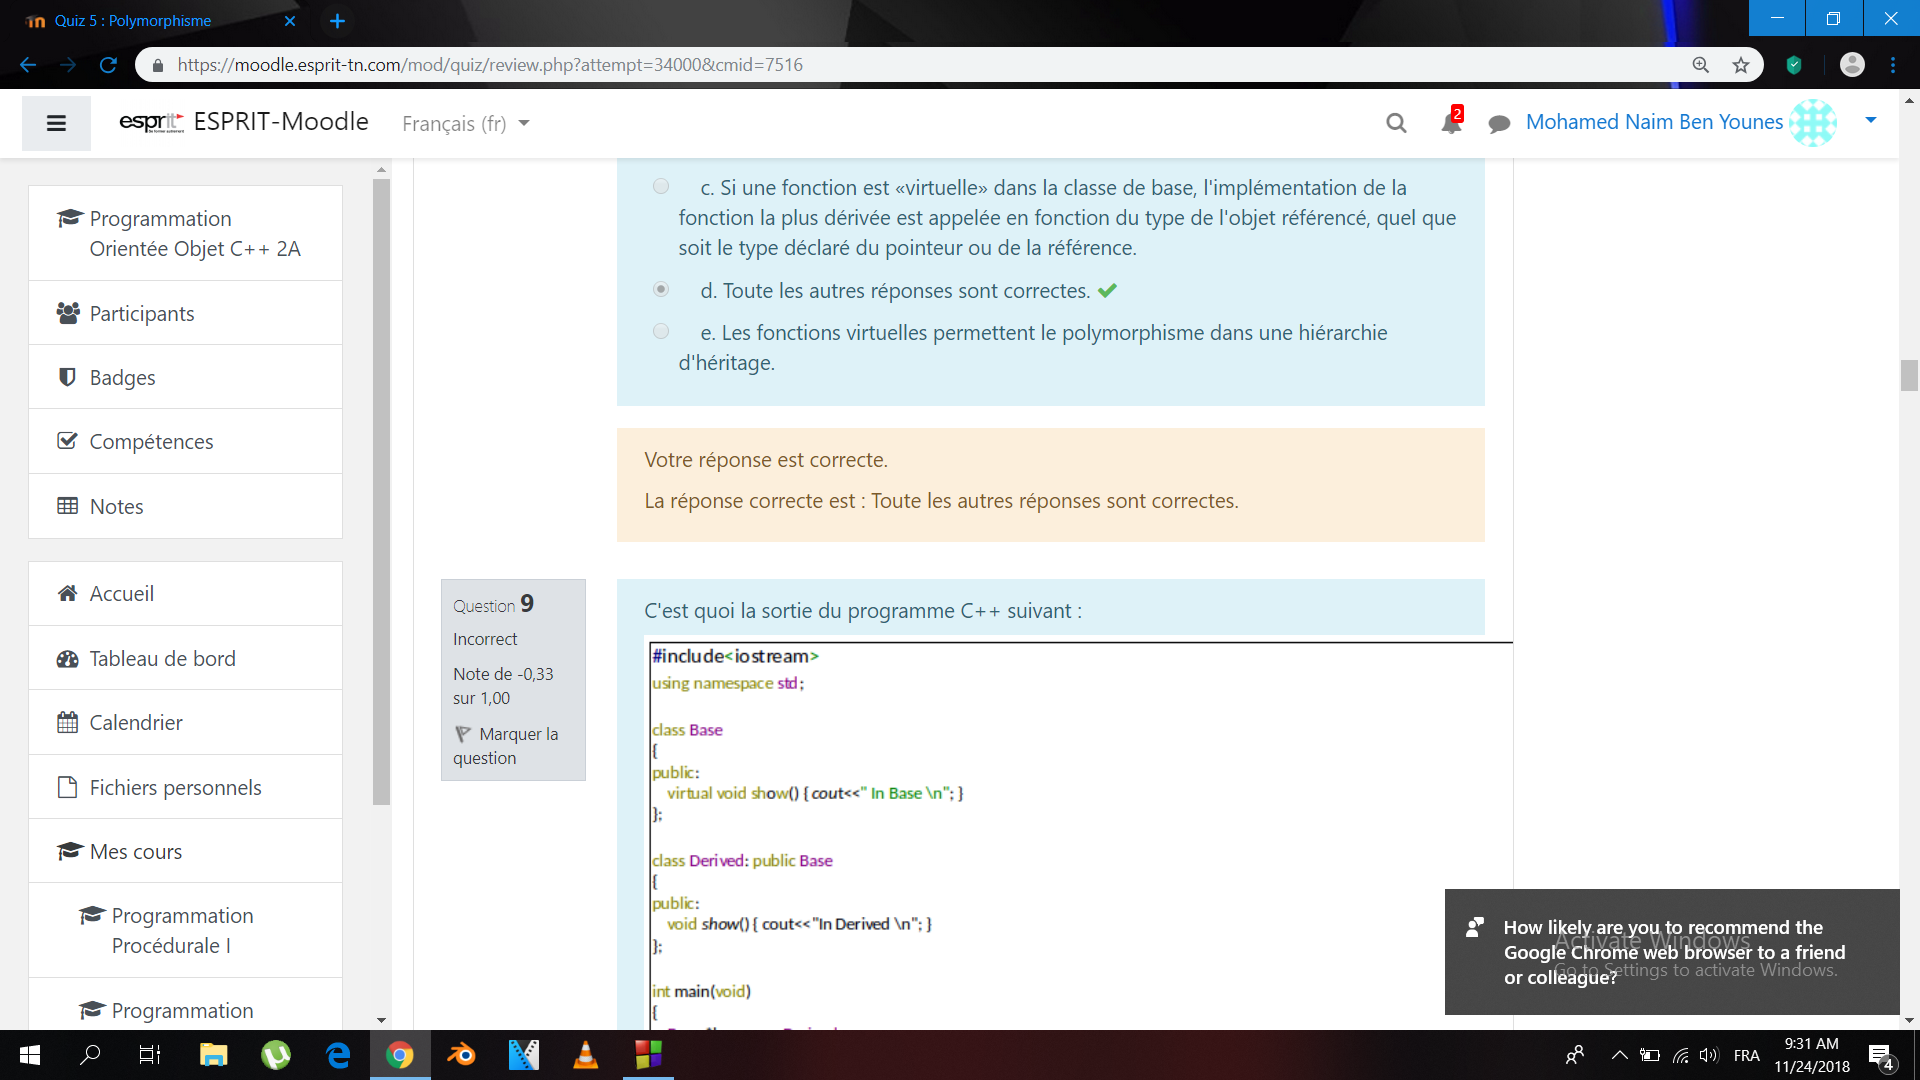 Quiz 5 : Polymorphisme
https://moodle.esprit-tn.com/mod/quiz/review.php?attempt=34000&cmid=7516
esprit ESPRIT-Moodle Français (fr)
2
Mohamed Naim Ben Younes
Programmation
Orientée Objet C++ 2A
Participants
Badges
Compétences
Notes
Accueil
Tableau de bord
Calendrier
Fichiers personnels
Mes cours
Programmation
Procédurale I
Programmation
c. Si une fonction est «virtuelle» dans la classe de base, l'implémentation de la
fonction la plus dérivée est appelée en fonction du type de l'objet référencé, quel que
soit le type déclaré du pointeur ou de la référence.
d. Toute les autres réponses sont correctes.
e. Les fonctions virtuelles permettent le polymorphisme dans une hiérarchie
d'héritage.
Votre réponse est correcte.
La réponse correcte est : Toute les autres réponses sont correctes.
Question 9
Incorrect
Note de -0,33
sur 1,00
Marquer la
question
C'est quoi la sortie du programme C++ suivant :
#include<iostream>
using namespace std;
class Base
{
public:
virtual void show() { cout<<" In Base \n"; }
};
class Derived: public Base
{
public:
void show() { cout<<"In Derived \n"; }
};
int main(void)
{
How likely are you to recommend the
Google Chrome web browser to a friend
or colleague?
Activate Windows
Go to Settings to activate Windows.
FRA
9:31 AM
11/24/2018
4